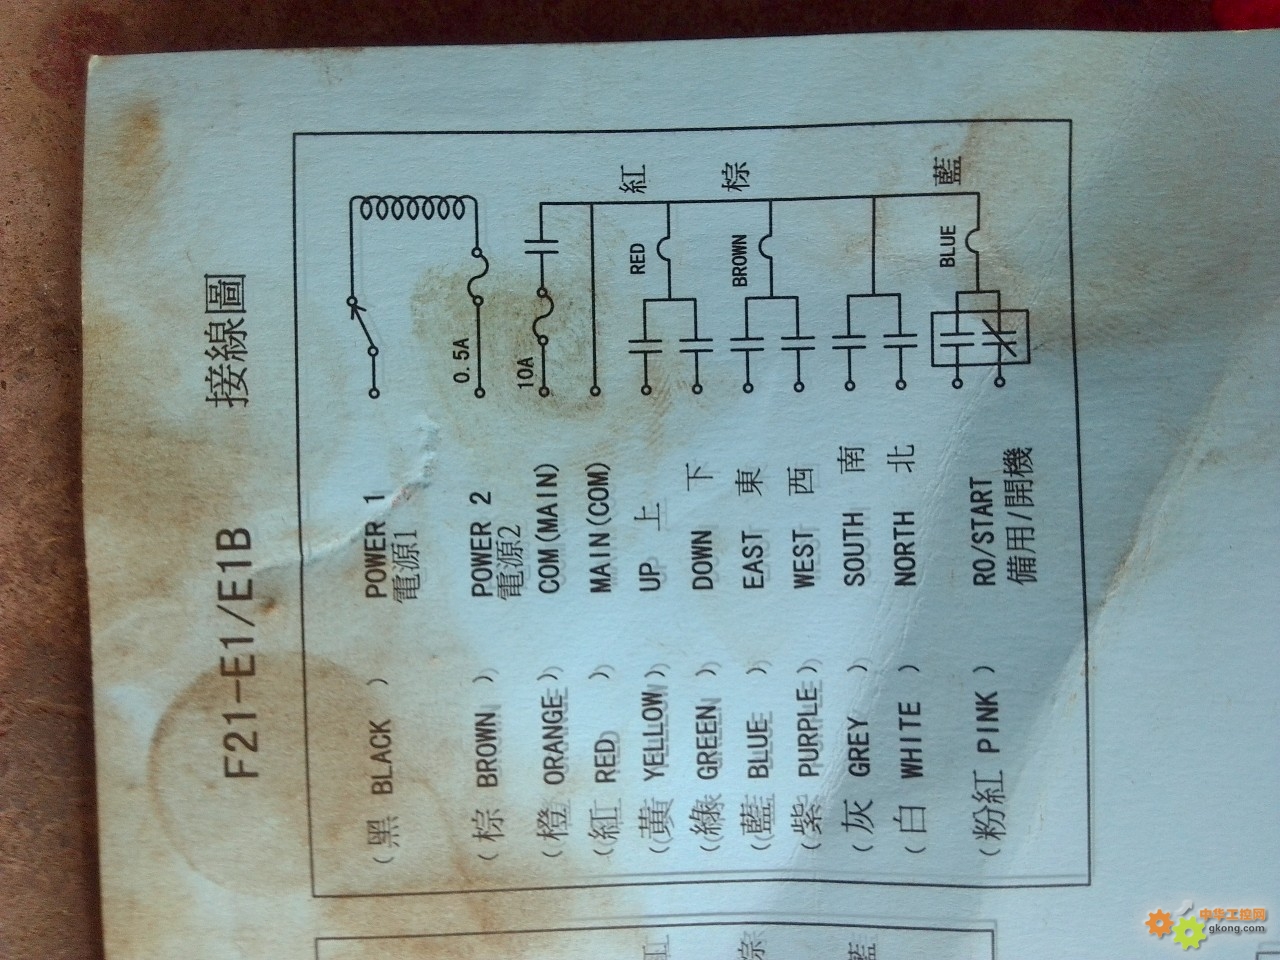 F21-E1/E1B 接線圖
(黑 BLACK ) POWER 1
電源1
(棕 BROWN ) POWER 2 0.5A
電源2
(橙 ORANGE ) COM(MAIN) 10A
(紅 RED ) MAIN(COM)
紅
(黃 YELLOW ) UP 上 RED
(綠 GREEN ) DOWN 下
棕
(藍 BLUE ) EAST 東 BROWN
(紫 PURPLE ) WEST 西
(灰 GREY ) SOUTH 南
(白 WHITE ) NORTH 北
藍
(粉紅 PINK ) RO/START BLUE
備用/開機
紅
棕
藍
中华工控网
gkong.com